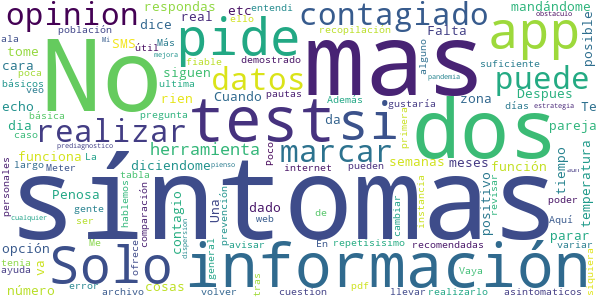 opinion
respondas
ello
entendi
contagiado
mandándome
obstaculo
población
real
etc
recopilacion
Falta
app
posible
ala
Mi
dice
Más
SMS
útil
pide
fiable
demostrado
alguno
mas
básicos
poca
tome
cara
siguen
ultima
datos
pautas
suficiente
mejora
pandemia
veo
No
echo
rien
Cuando
Además
gustaría
zona
puede
Despues
Te
básica
dia
caso
realizar
pregunta
test
da
si
primera
días
estrategia
dos
pareja
prediagnostico
funciona
La
herramienta
Poco
marcar
semanas
función
personales
largo
Meter
diciendome
internet
pueden
meses
tiempo
temperatura
tabla
pienso
síntomas
Penosa
hablemos
contagio
Una
dado
instancia
positivo
revisar
poder
gente
comparación
prevención
web
de
cambiar
Aquí
cualquier
opción
ser
Solo
dispersion
avisar
En
repetisisimo
recomendadas
parar
variar
tenia
Me
ofrece
general
información
Vaya
siquiera
ayuda
va
cosas
número
error
archivo
volver
tras
cuestion
pdf
llevar
realizarlo
asintomaticos